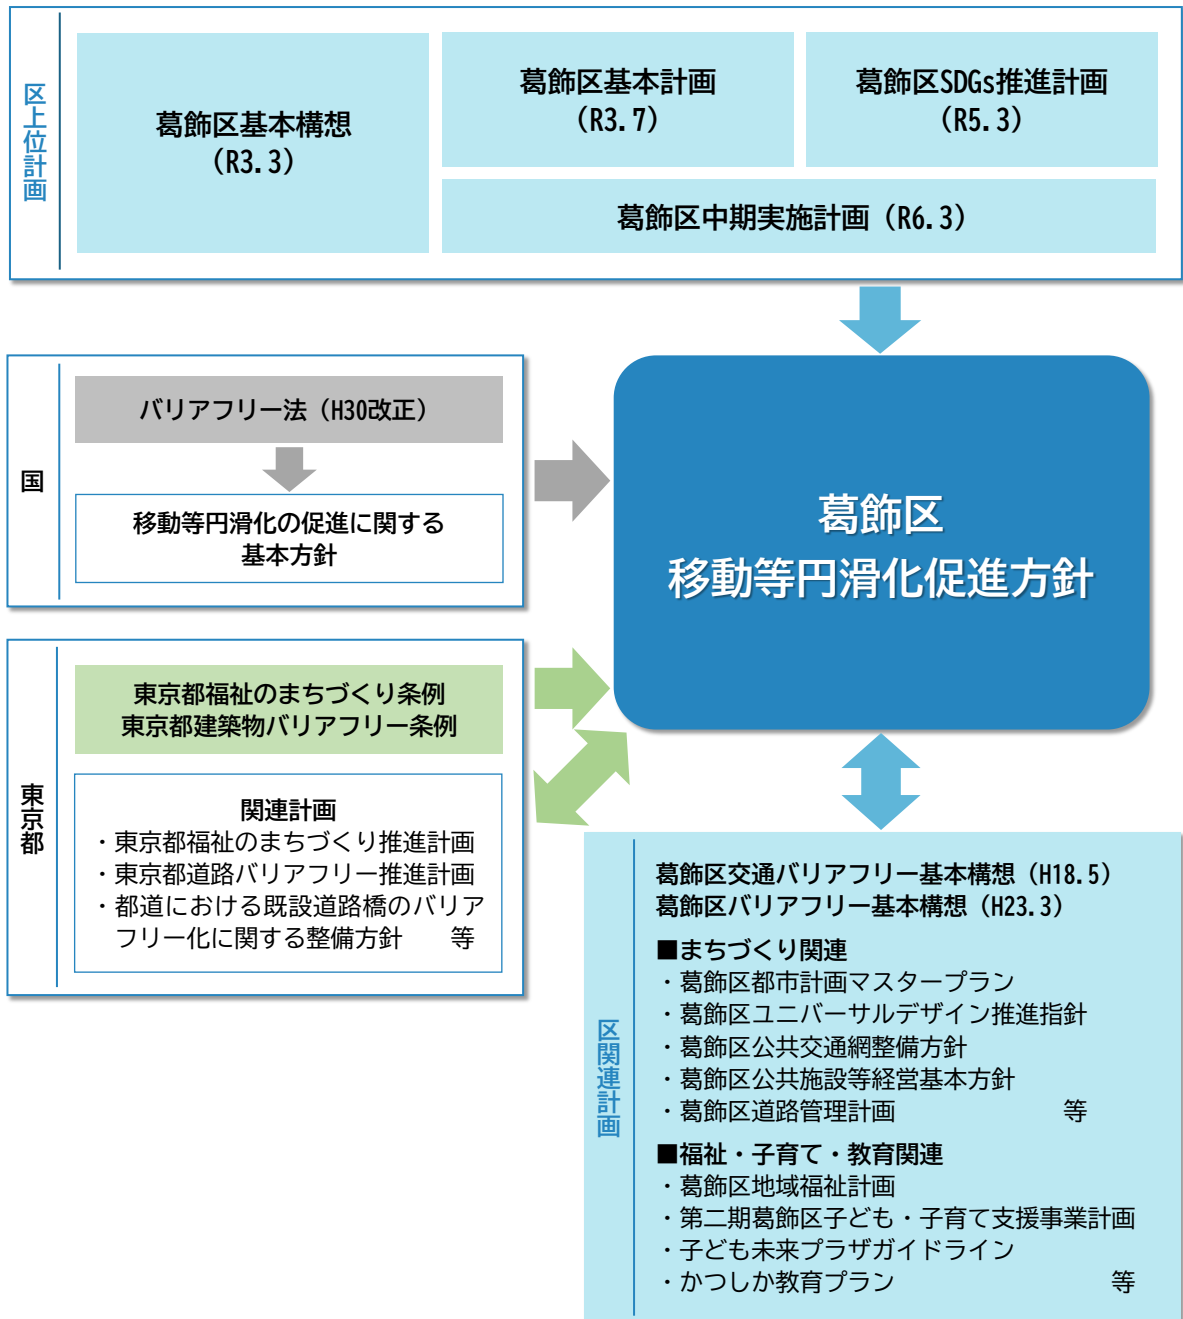 区上位計画
葛飾区基本構想
（R3.3）
葛飾区基本計画
（R3.7）
葛飾区SDGs推進計画
（R5.3）
葛飾区中期実施計画（R6.3）
国
バリアフリー法（H30改正）
移動等円滑化の促進に関する
基本方針
葛飾区
移動等円滑化促進方針
東京都
東京都福祉のまちづくり条例
東京都建築物バリアフリー条例
関連計画
・東京都福祉のまちづくり推進計画
・東京都道路バリアフリー推進計画
・都道における既設道路橋のバリア
フリー化に関する整備方針　　等
区関連計画
葛飾区交通バリアフリー基本構想（H18.5）
葛飾区バリアフリー基本構想（H23.3）
■まちづくり関連
・葛飾区都市計画マスタープラン
・葛飾区ユニバーサルデザイン推進指針
・葛飾区公共交通網整備方針
・葛飾区公共施設等経営基本方針
・葛飾区道路管理計画　　　　　　　等
■福祉・子育て・教育関連
・葛飾区地域福祉計画
・第二期葛飾区子ども・子育て支援事業計画
・子ども未来プラザガイドライン
・かつしか教育プラン　　　　　　　　　等